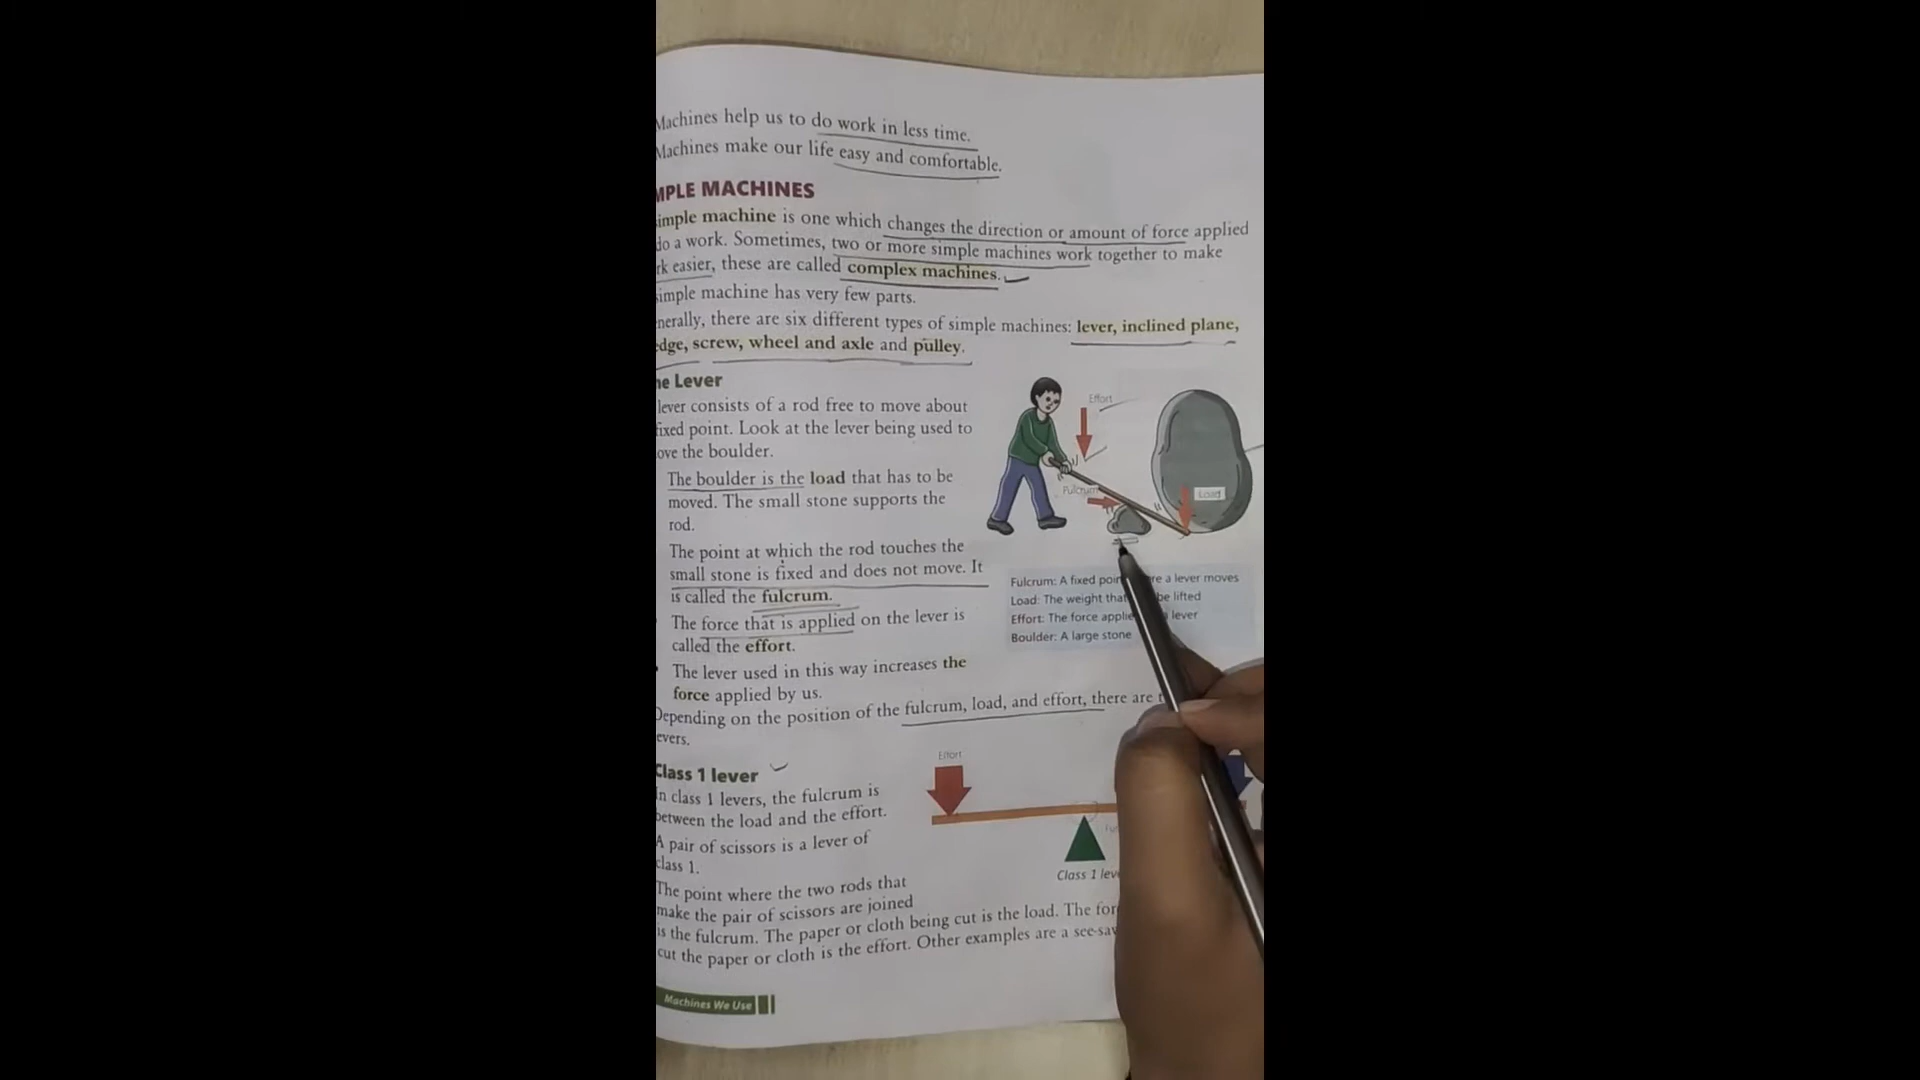 Machines help us to do work in less time.
Machines make our life easy and comfortable.
MPLE MACHINES
imple machine is one which changes the direction or amount of force applied
do a work. Sometimes, two or more simple machines work together to make
rk easier, these are called complex machines.
simple machine has very few parts.
nerally, there are six different types of simple machines: lever, inclined plane,
edge, screw, wheel and axle and pulley.
he Lever
lever consists of a rod free to move about
fixed point. Look at the lever being used to
ove the boulder.
The boulder is the load that has to be
moved. The small stone supports the
rod.
The point at which the rod touches the
small stone is fixed and does not move. It
is called the fulcrum.
The force that is applied on the lever is
called the effort.
The lever used in this way increases the
force applied by us.
Effort
Fulcrum
Load
Fulcrum: A fixed poin re a lever moves
Load: The weight that be lifted
Effort: The force applie lever
Boulder: A large stone
Depending on the position of the fulcrum, load, and effort, there are
evers.
Class 1 lever
In class 1 levers, the fulcrum is
between the load and the effort.
A pair of scissors is a lever of
class 1.
The point where the two rods that
make the pair of scissors are joined
is the fulcrum. The paper or cloth being cut is the load. The for
cut the paper or cloth is the effort. Other examples are a see-saw
Effort
Class 1 leve
Machines We Use